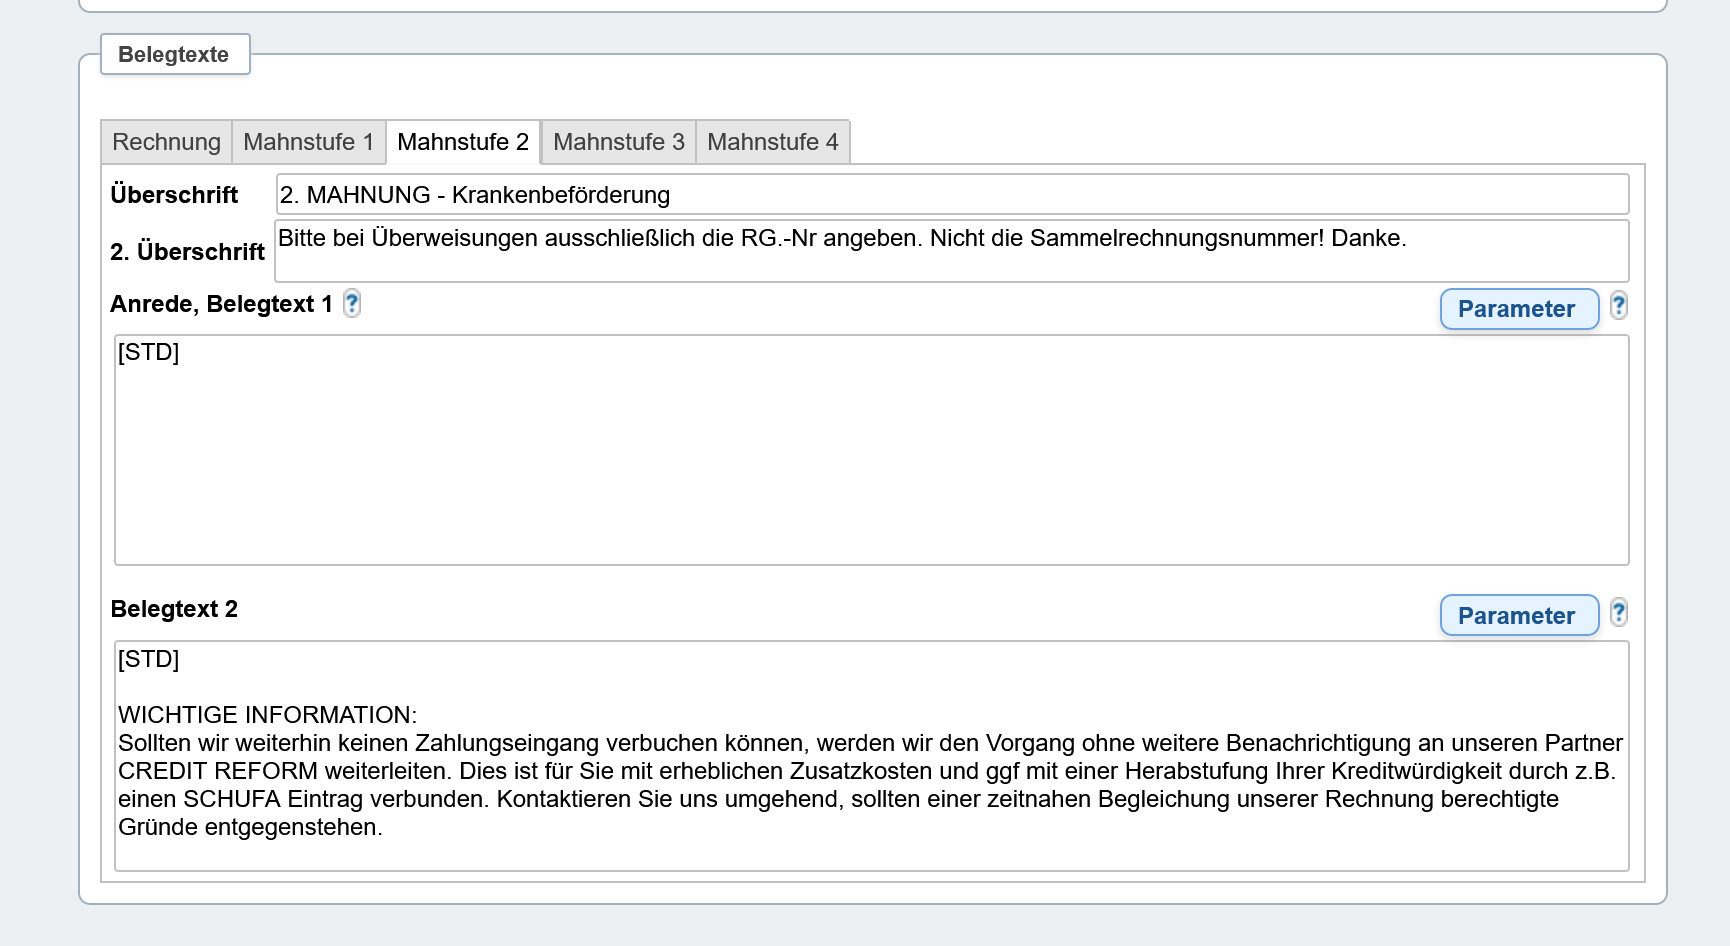 Belegtexte
Rechnung Mahnstufe 1 Mahnstufe 2 Mahnstufe 3 Mahnstufe 4
Überschrift 2. MAHNUNG - Krankenbeförderung
2. Überschrift Bitte bei Überweisungen ausschließlich die RG.-Nr angeben. Nicht die Sammelrechnungsnummer! Danke.
Anrede, Belegtext 1 ? Parameter ?
[STD]
Belegtext 2 Parameter ?
[STD]
WICHTIGE INFORMATION:
Sollten wir weiterhin keinen Zahlungseingang verbuchen können, werden wir den Vorgang ohne weitere Benachrichtigung an unseren Partner
CREDIT REFORM weiterleiten. Dies ist für Sie mit erheblichen Zusatzkosten und ggf mit einer Herabstufung Ihrer Kreditwürdigkeit durch z.B.
einen SCHUFA Eintrag verbunden. Kontaktieren Sie uns umgehend, sollten einer zeitnahen Begleichung unserer Rechnung berechtigte
Gründe entgegenstehen.